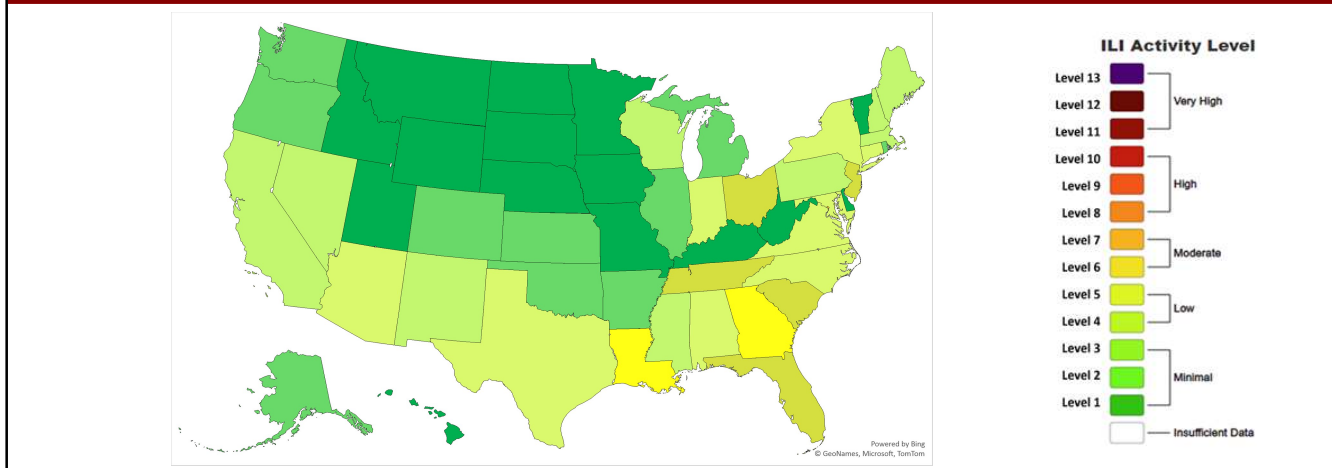 ILI Activity Level
Level 13
Level 12
Very High
Level 11
Level 10
Level 9
High
Level 8
Level 7
Moderate
Level 6
Level 5
Low
Level 4
Level 3
Level 2
Minimal
Level 1
Insufficient Data
Powered by Bing
© GeoNames, Microsoft, TomTom